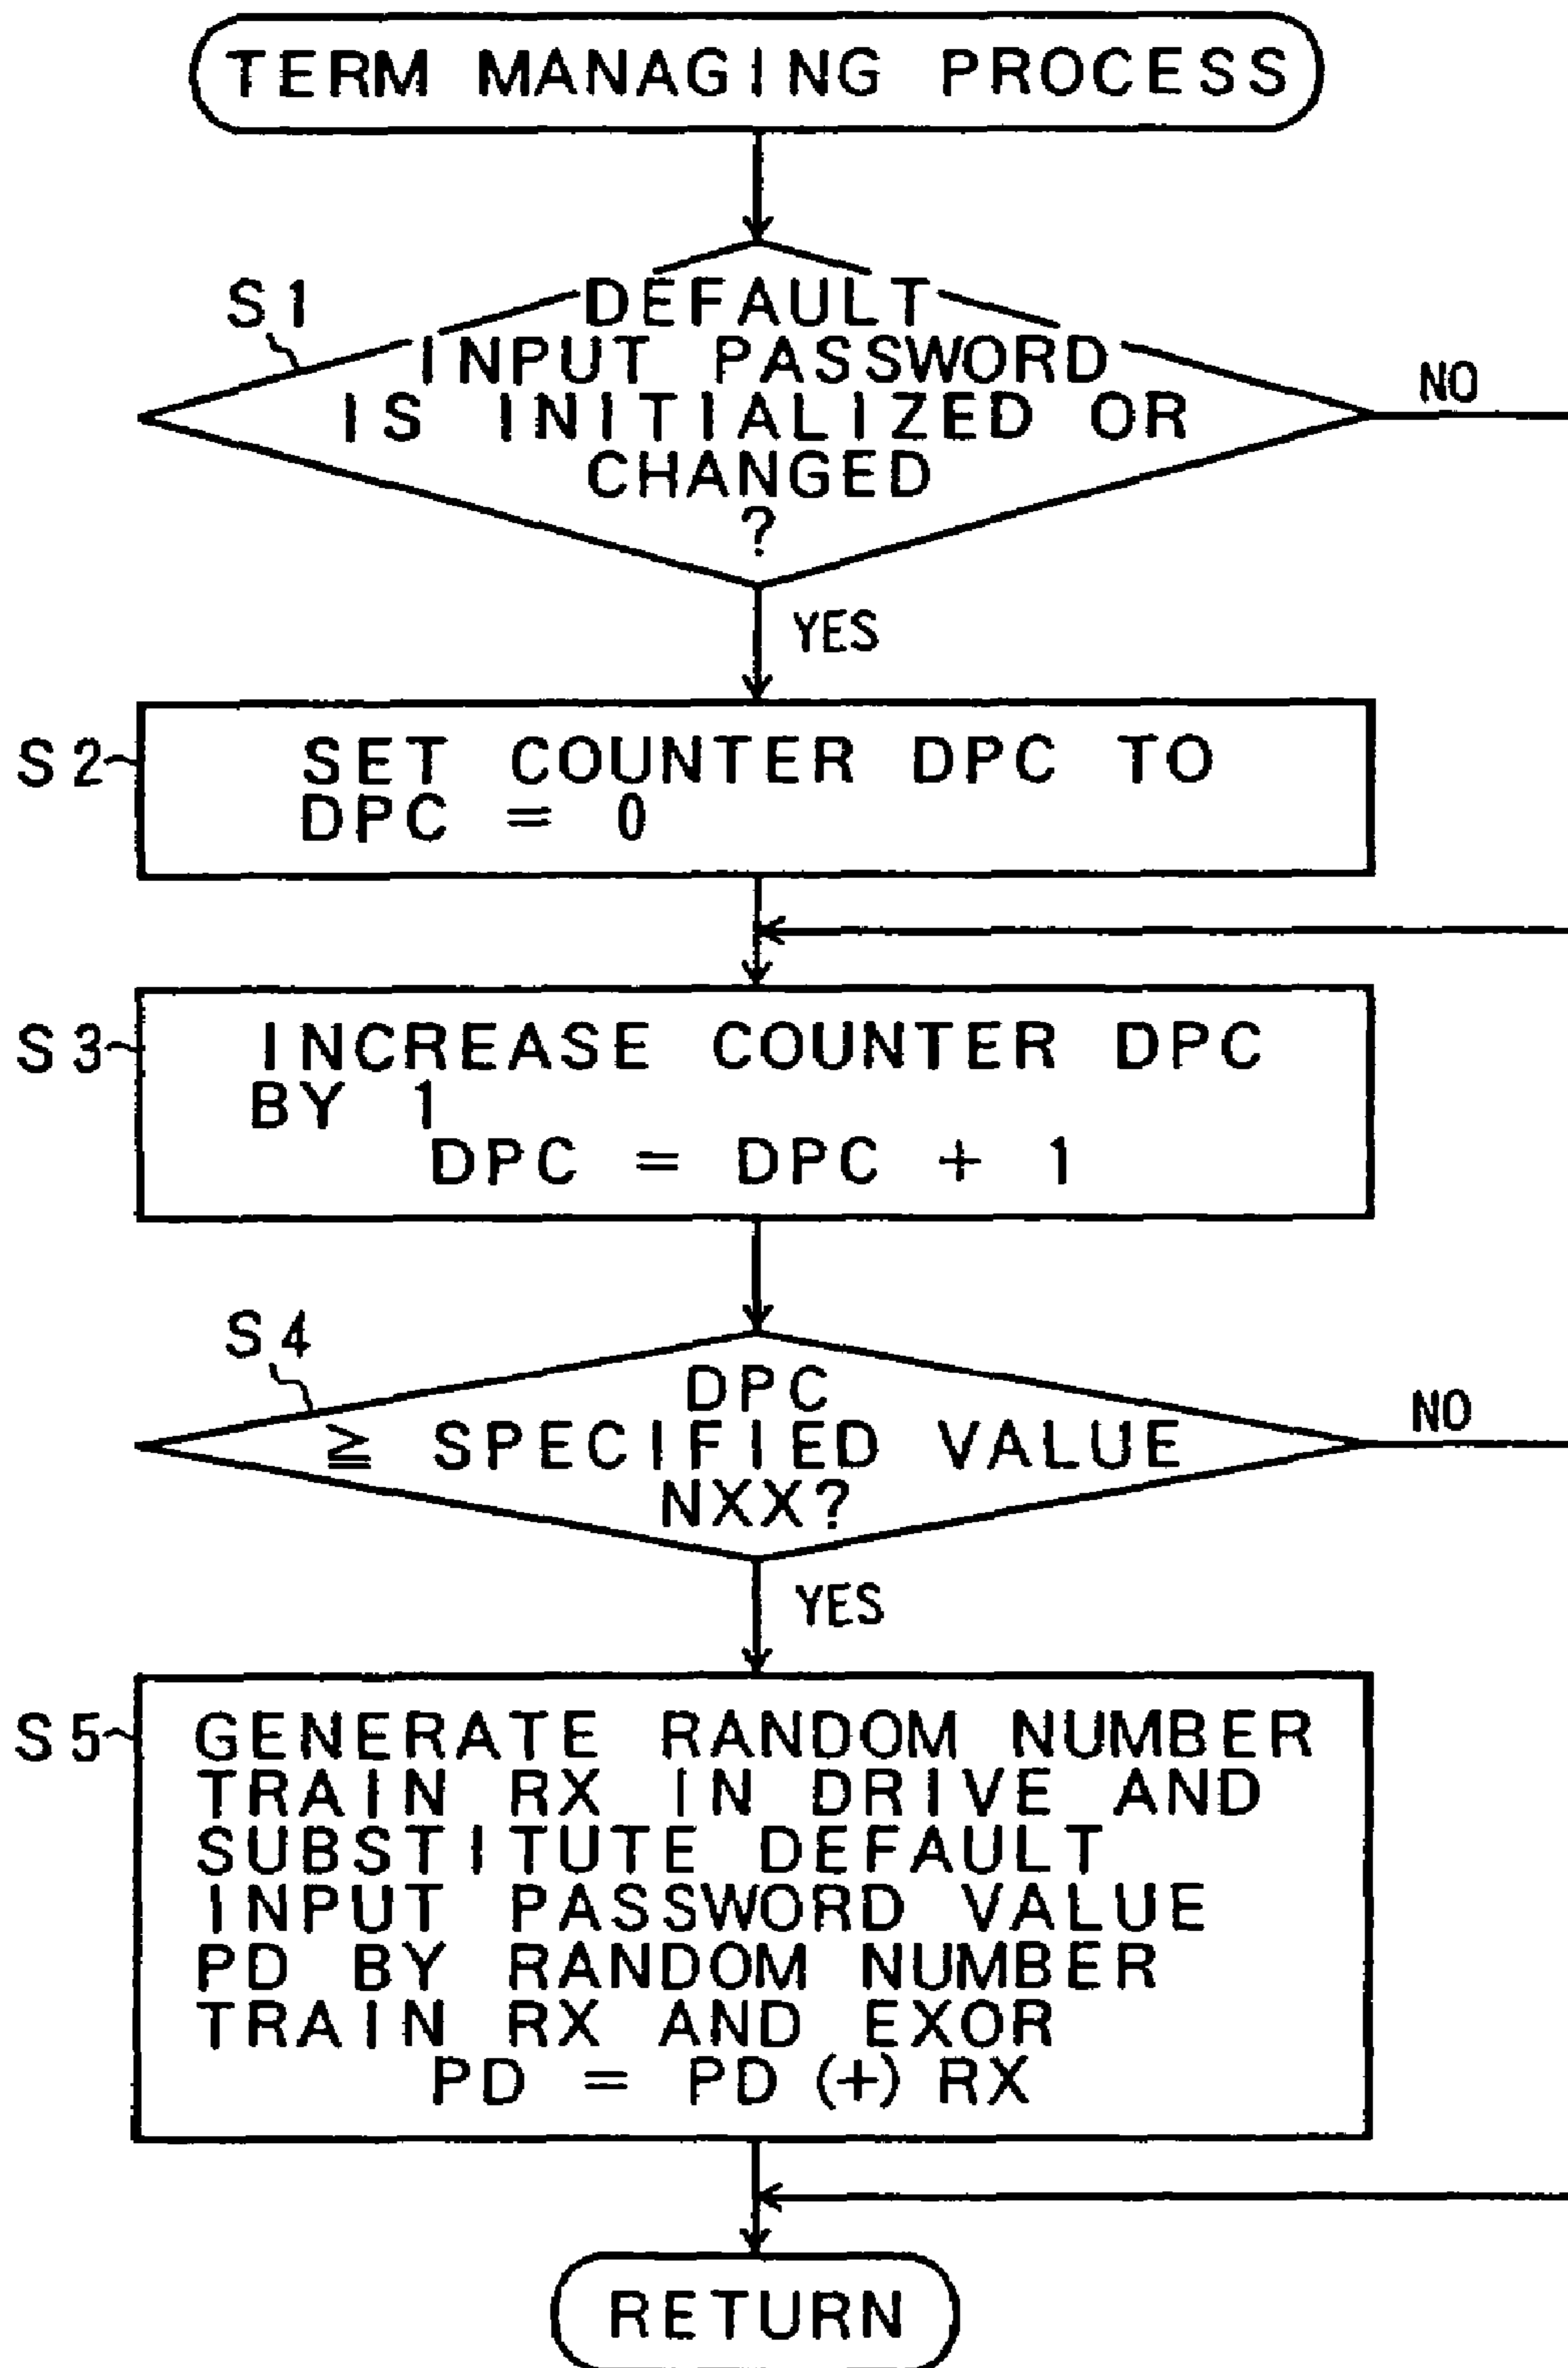 TERM MANAGING PROCESS
S1
DEFAULT
INPUT PASSWORD
IS INITIALIZED OR
CHANGED
?
NO
YES
S2
SET COUNTER DPC TO
DPC = 0
S3
INCREASE COUNTER DPC
BY 1
DPC = DPC + 1
S4
DPC
≧ SPECIFIED VALUE
NXX?
NO
YES
S5
GENERATE RANDOM NUMBER
TRAIN RX IN DRIVE AND
SUBSTITUTE DEFAULT
INPUT PASSWORD VALUE
PD BY RANDOM NUMBER
TRAIN RX AND EXOR
PD = PD (+) RX
RETURN